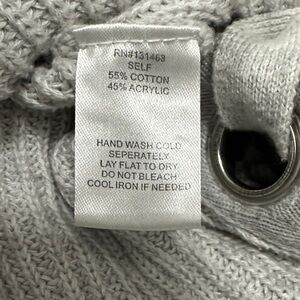 RN#131463
SELF
55% COTTON
45% ACRYLIC
HAND WASH COLD
SEPERATELY
LAY FLAT TO DRY
DO NOT BLEACH
COOL IRON IF NEEDED